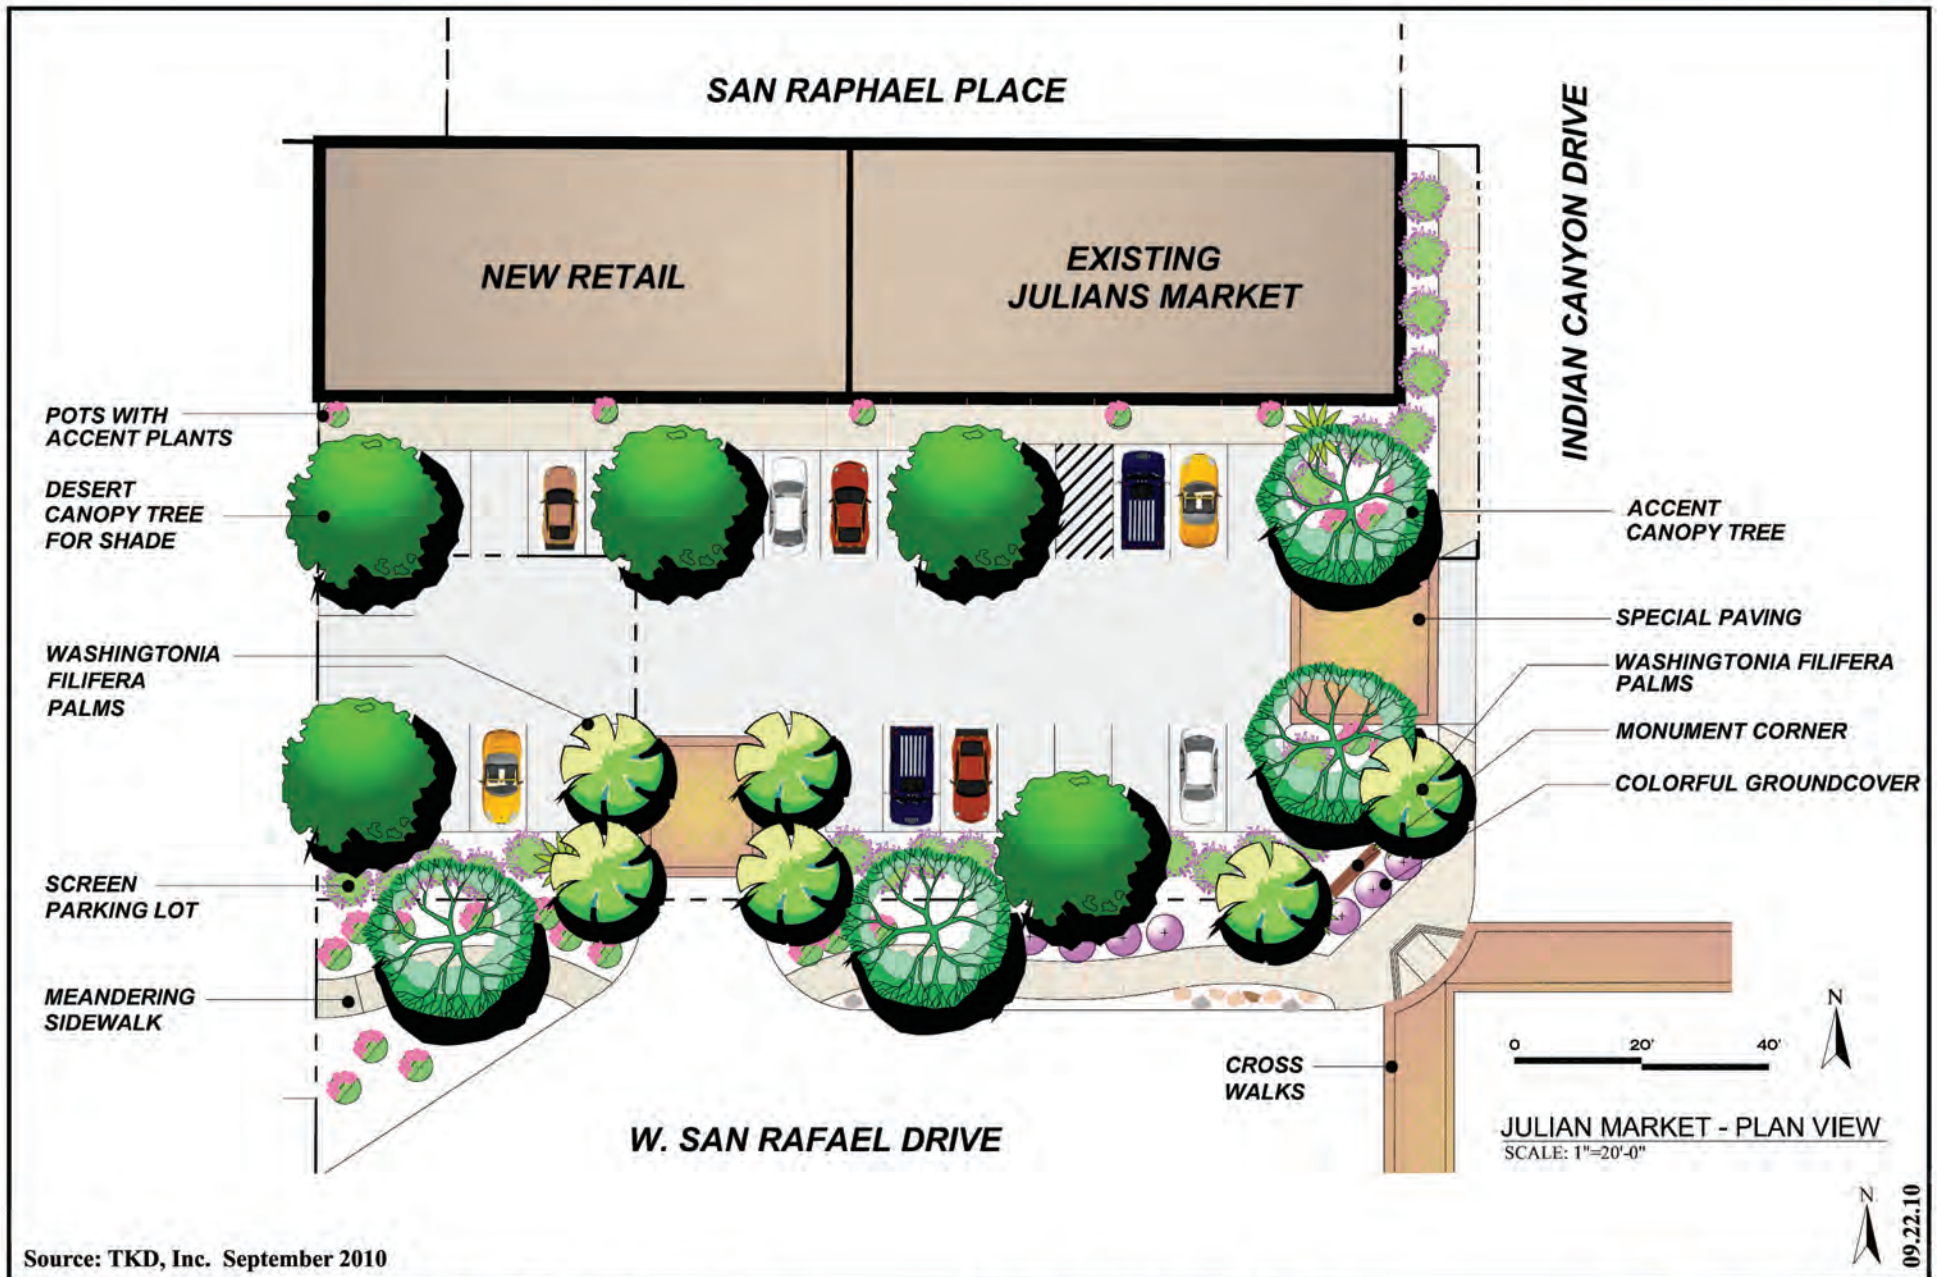 SAN RAPHAEL PLACE
INDIAN CANYON DRIVE
NEW RETAIL
EXISTING
JULIANS MARKET
POTS WITH
ACCENT PLANTS
DESERT
CANOPY TREE
FOR SHADE
WASHINGTONIA
FILIFERA
PALMS
SCREEN
PARKING LOT
MEANDERING
SIDEWALK
ACCENT
CANOPY TREE
SPECIAL PAVING
WASHINGTONIA FILIFERA
PALMS
MONUMENT CORNER
COLORFUL GROUNDCOVER
CROSS
WALKS
W. SAN RAFAEL DRIVE
0 20' 40'
N
JULIAN MARKET - PLAN VIEW
SCALE: 1"=20'-0"
N
09.22.10
Source: TKD, Inc. September 2010